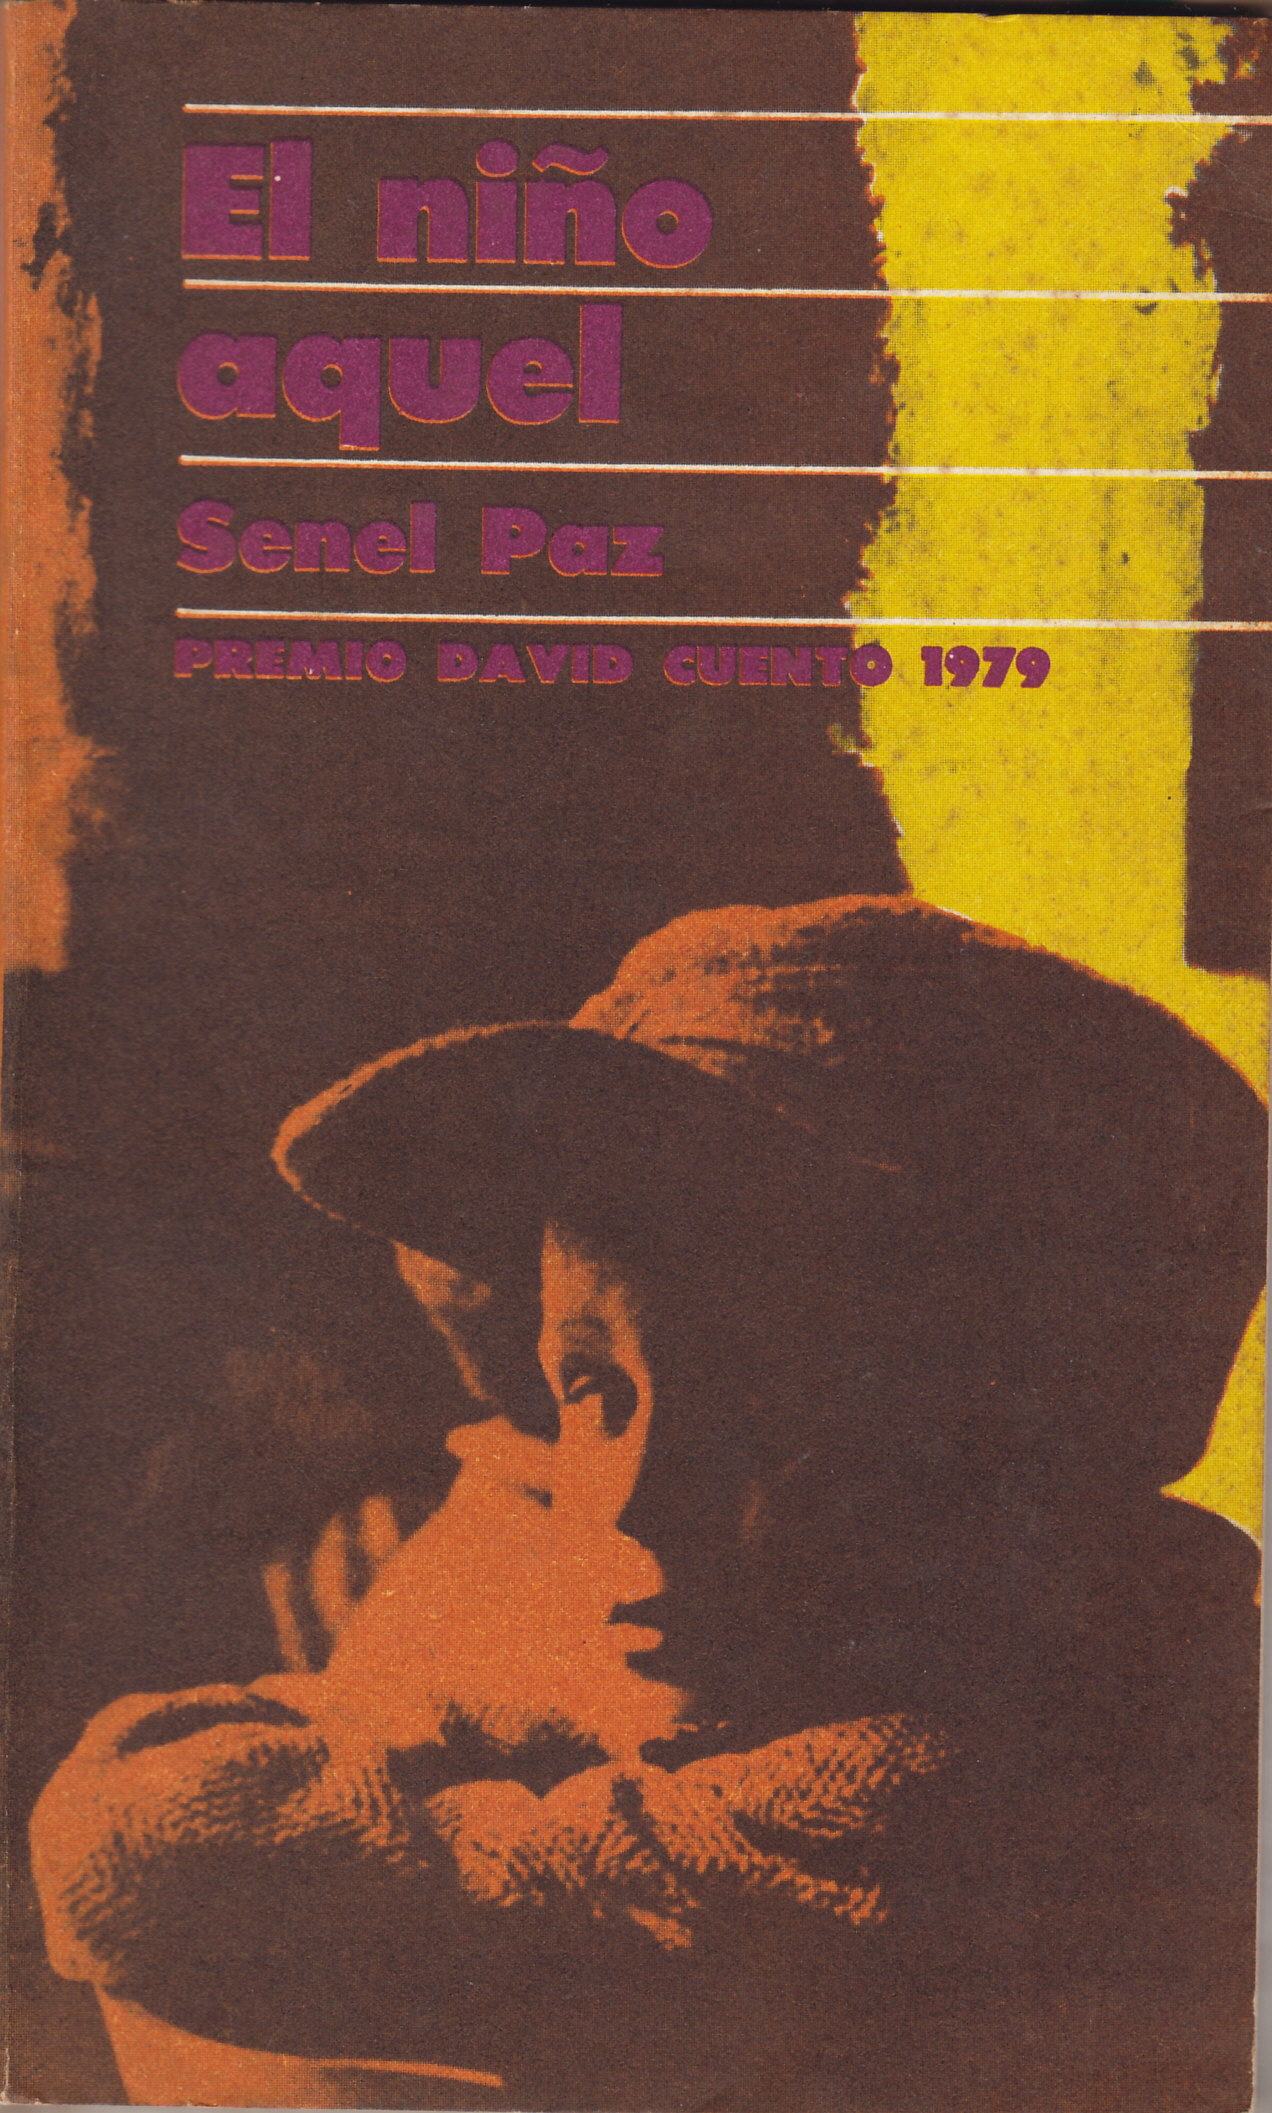 El niño
aquel
Senel Paz
PREMIO DAVID CUENTO 1979